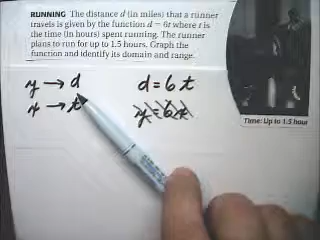 RUNNING The distance d (in miles) that a runner
travels is given by the function d = 6t where t is
the time (in hours) spent running. The runner
plans to run for up to 1.5 hours. Graph the
function and identify its domain and range.
Time: Up to 1.5 hour
y → d d = 6t
x → t y = 6x